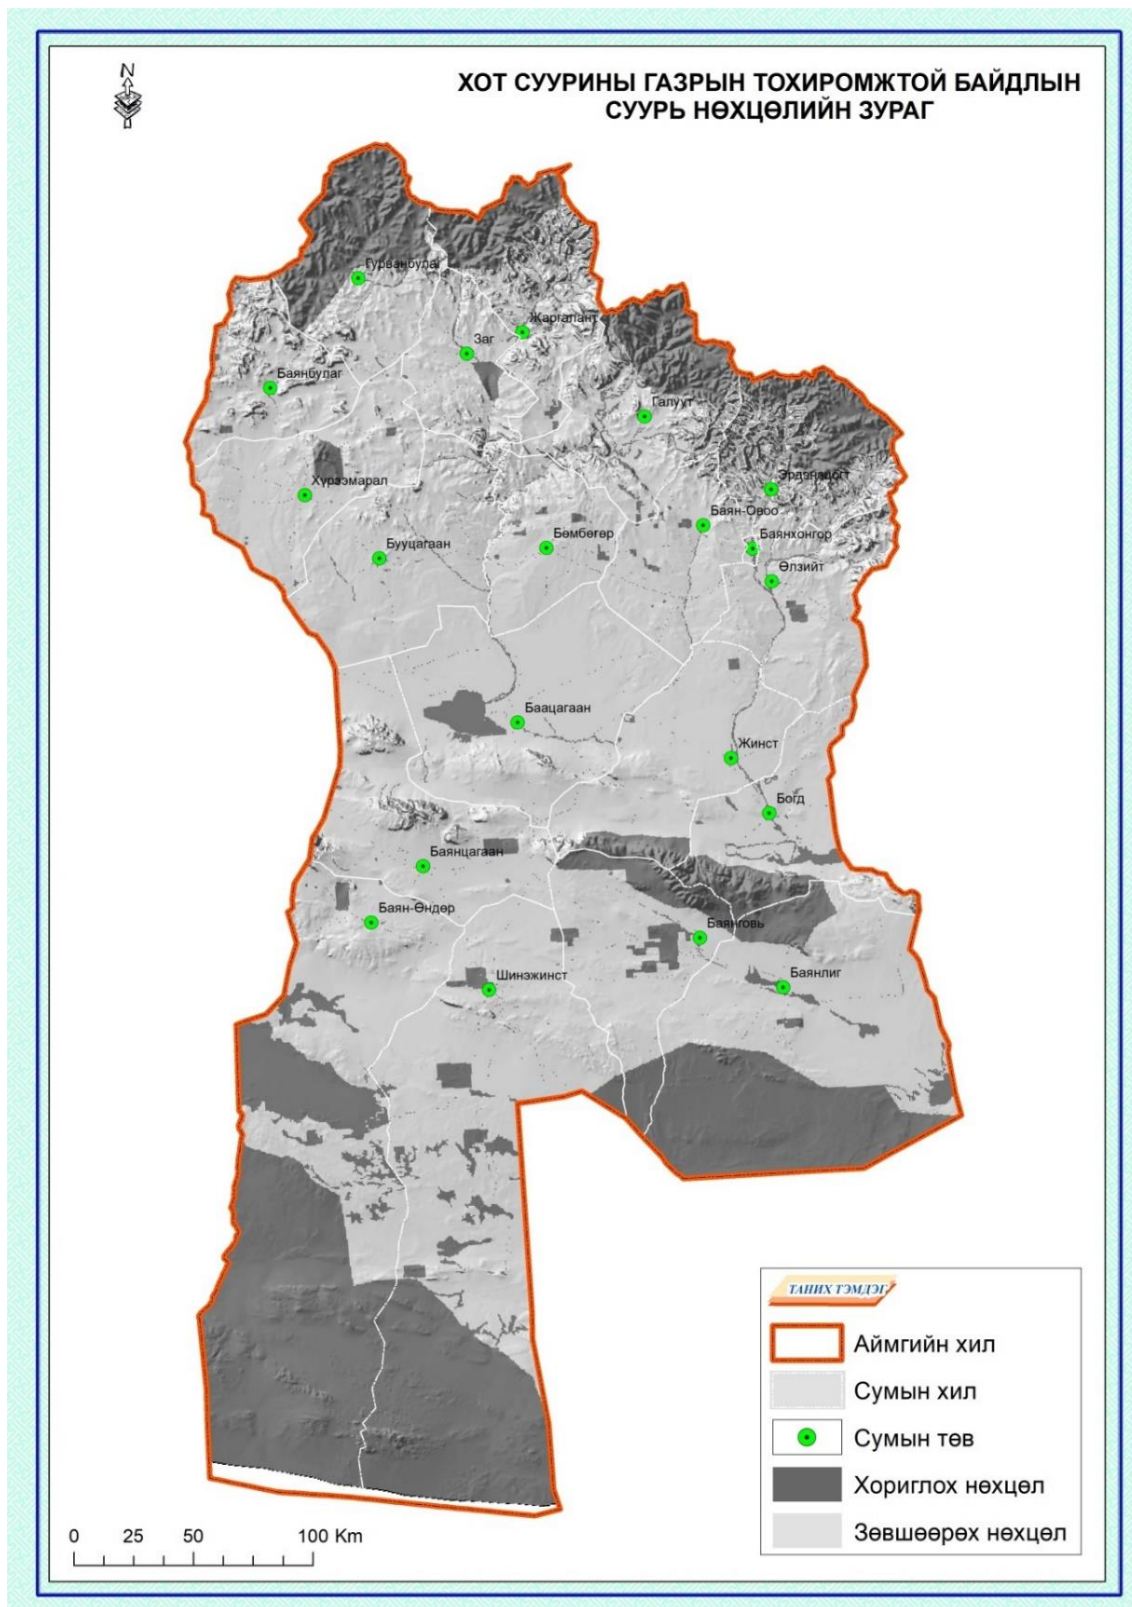 N
ХОТ СУУРИНЫ ГАЗРЫН ТОХИРОМЖТОЙ БАЙДЛЫН
СУУРЬ НӨХЦӨЛИЙН ЗУРАГ
Гурванбулаг
Жаргалант
Заг
Баянбулаг
Галуут
Хүрээмарал
Эрдэнэцогт
Баян-Овоо
Бөмбөгөр
Баянхонгор
Бууцагаан
Өлзийт
Баацагаан
Жинст
Богд
Баянцагаан
Баян-Өндөр
Баянговь
Шинэжинст
Баянлиг
ТАНИХ ТЭМДЭГ
Аймгийн хил
Сумын хил
Сумын төв
Хориглох нөхцөл
Зөвшөөрөх нөхцөл
0 25 50 100 Km